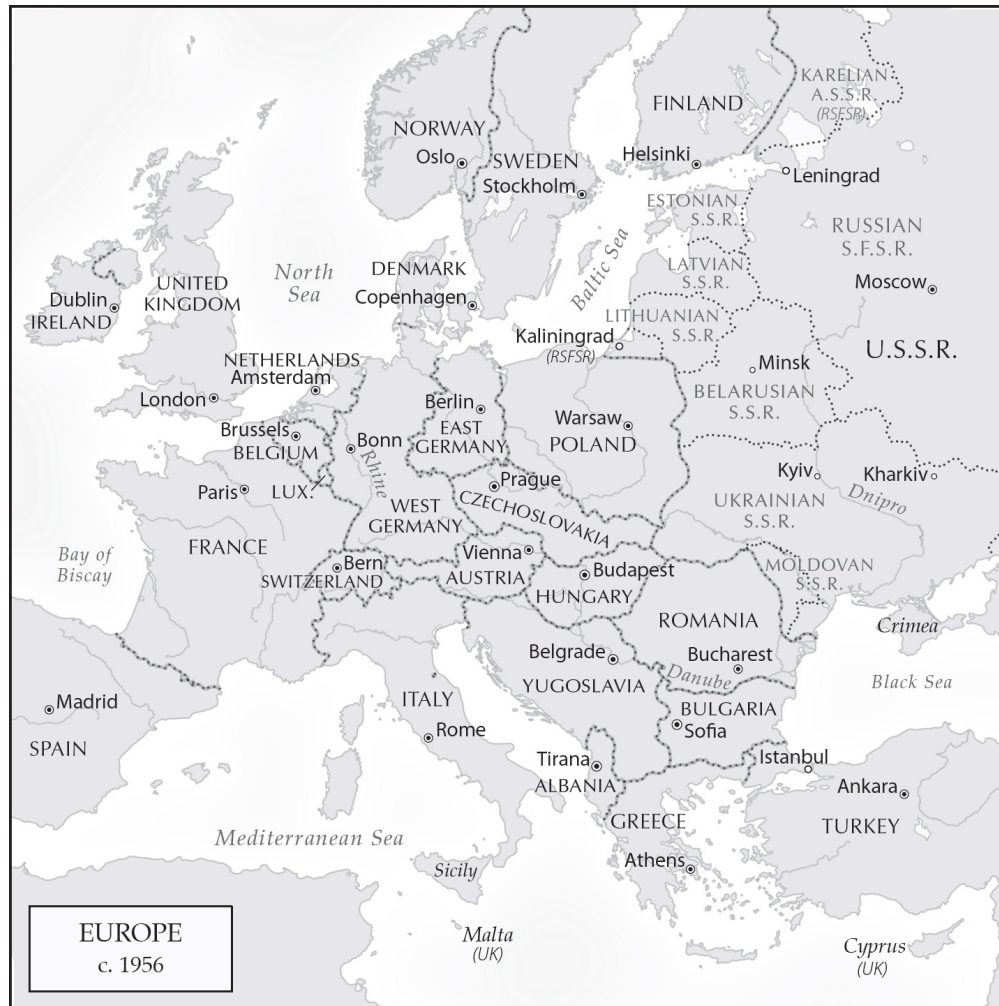 KARELIAN
A.S.S.R.
(RSFSR)
FINLAND
NORWAY
Oslo
SWEDEN
Stockholm
Helsinki
Leningrad
ESTONIAN
S.S.R.
RUSSIAN
S.F.S.R.
North
Sea
DENMARK
Copenhagen
Baltic Sea
LATVIAN
S.S.R.
Moscow
UNITED
KINGDOM
Dublin
IRELAND
LITHUANIAN
S.S.R.
Kaliningrad
(RSFSR)
U.S.S.R.
NETHERLANDS
Amsterdam
Minsk
BELARUSIAN
S.S.R.
London
Berlin
EAST
GERMANY
Warsaw
POLAND
Brussels
BELGIUM
Bonn
Rhine
Kyiv
Kharkiv
Paris
LUX.
Prague
CZECHOSLOVAKIA
UKRAINIAN
S.S.R.
Dnipro
WEST
GERMANY
Bay of
Biscay
FRANCE
Bern
SWITZERLAND
Vienna
AUSTRIA
Budapest
HUNGARY
MOLDOVAN
S.S.R.
ROMANIA
Crimea
Belgrade
YUGOSLAVIA
Bucharest
Danube
Black Sea
Madrid
SPAIN
ITALY
Rome
BULGARIA
Sofia
Tirana
ALBANIA
Istanbul
Ankara
TURKEY
GREECE
Mediterranean Sea
Athens
Sicily
EUROPE
c. 1956
Malta
(UK)
Cyprus
(UK)